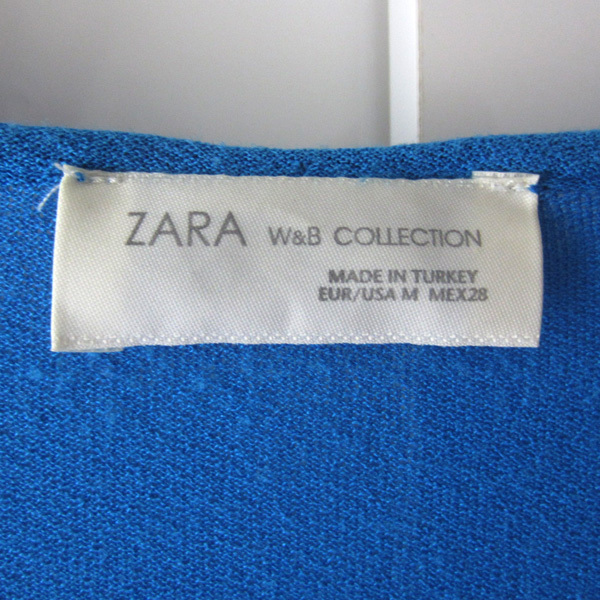 ZARA W&B COLLECTION
MADE IN TURKEY
EUR/USA M MEX28